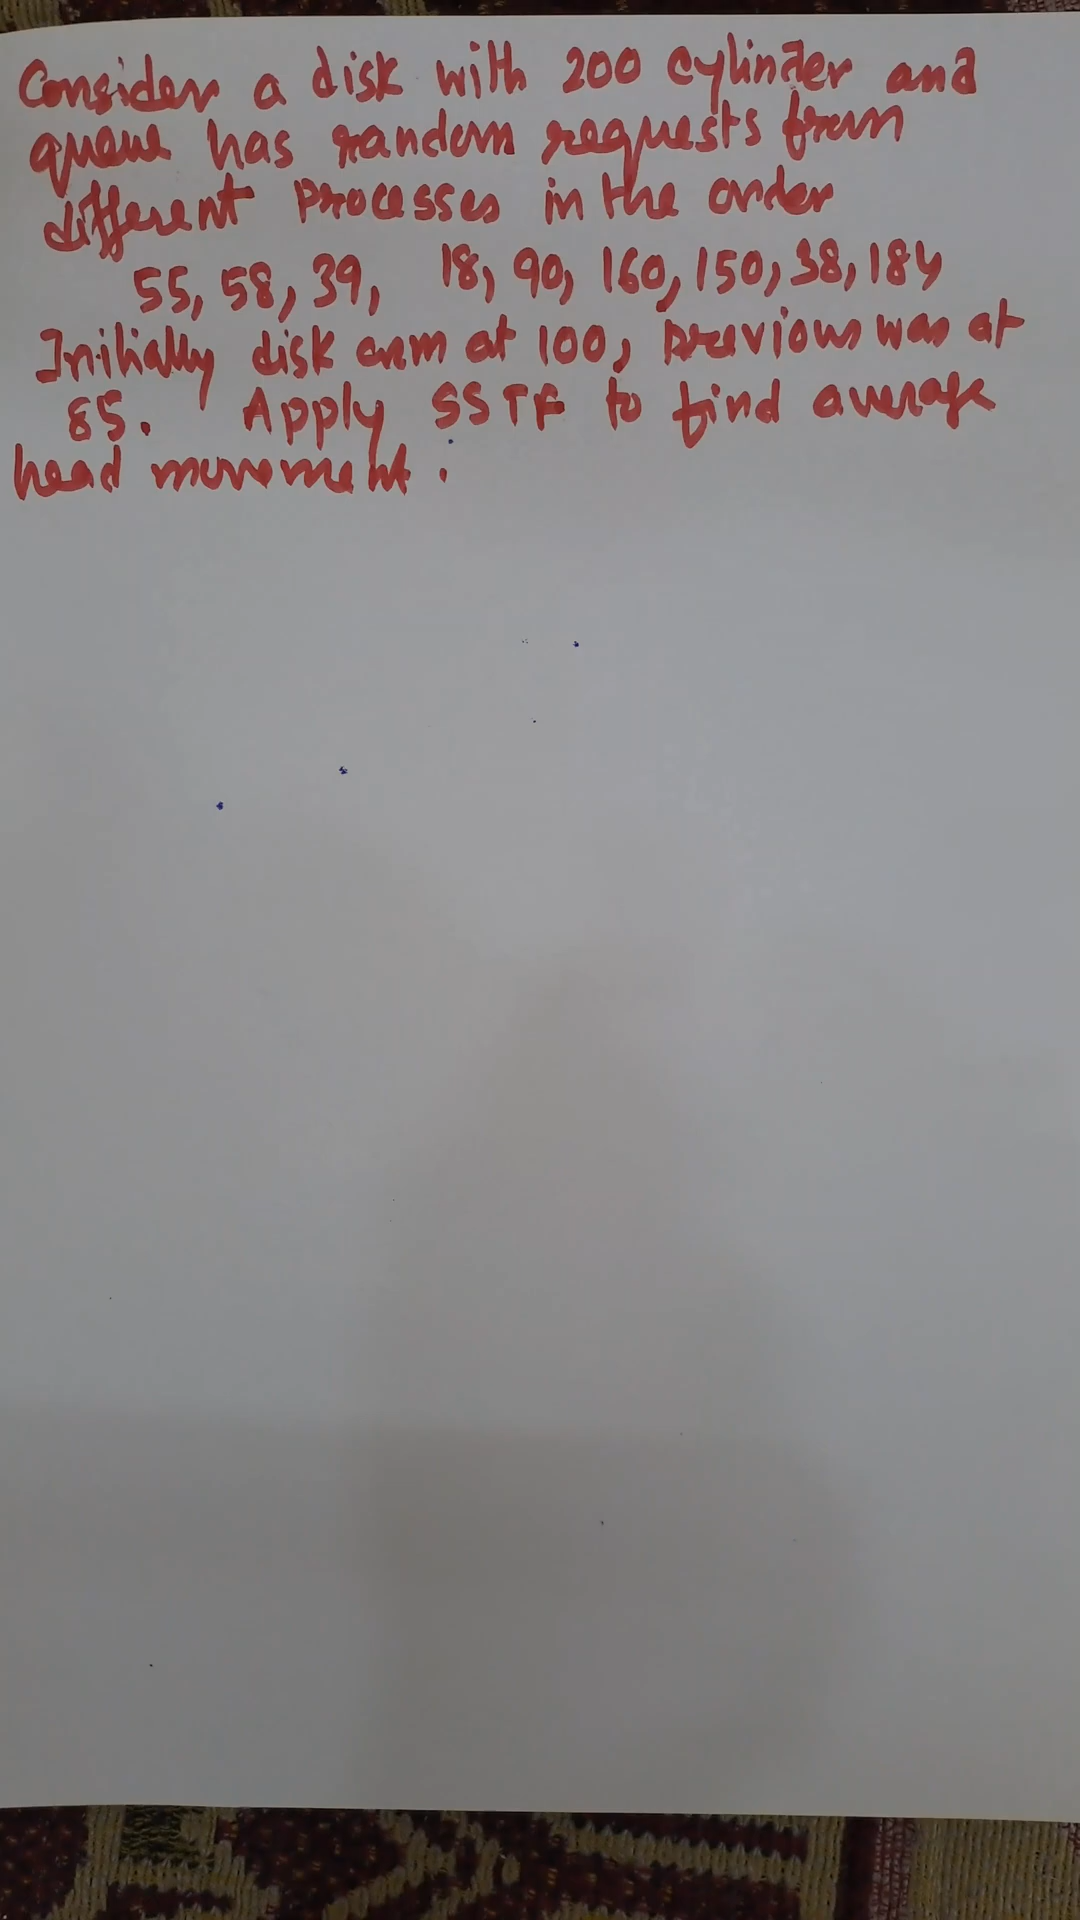 Consider a disk with 200 cylinder and
queue has random requests from
different processes in the order
55, 58, 39, 18, 90, 160, 150, 38, 184
Initially disk arm at 100, previous was at
85. Apply SSTF to find average
head movement.